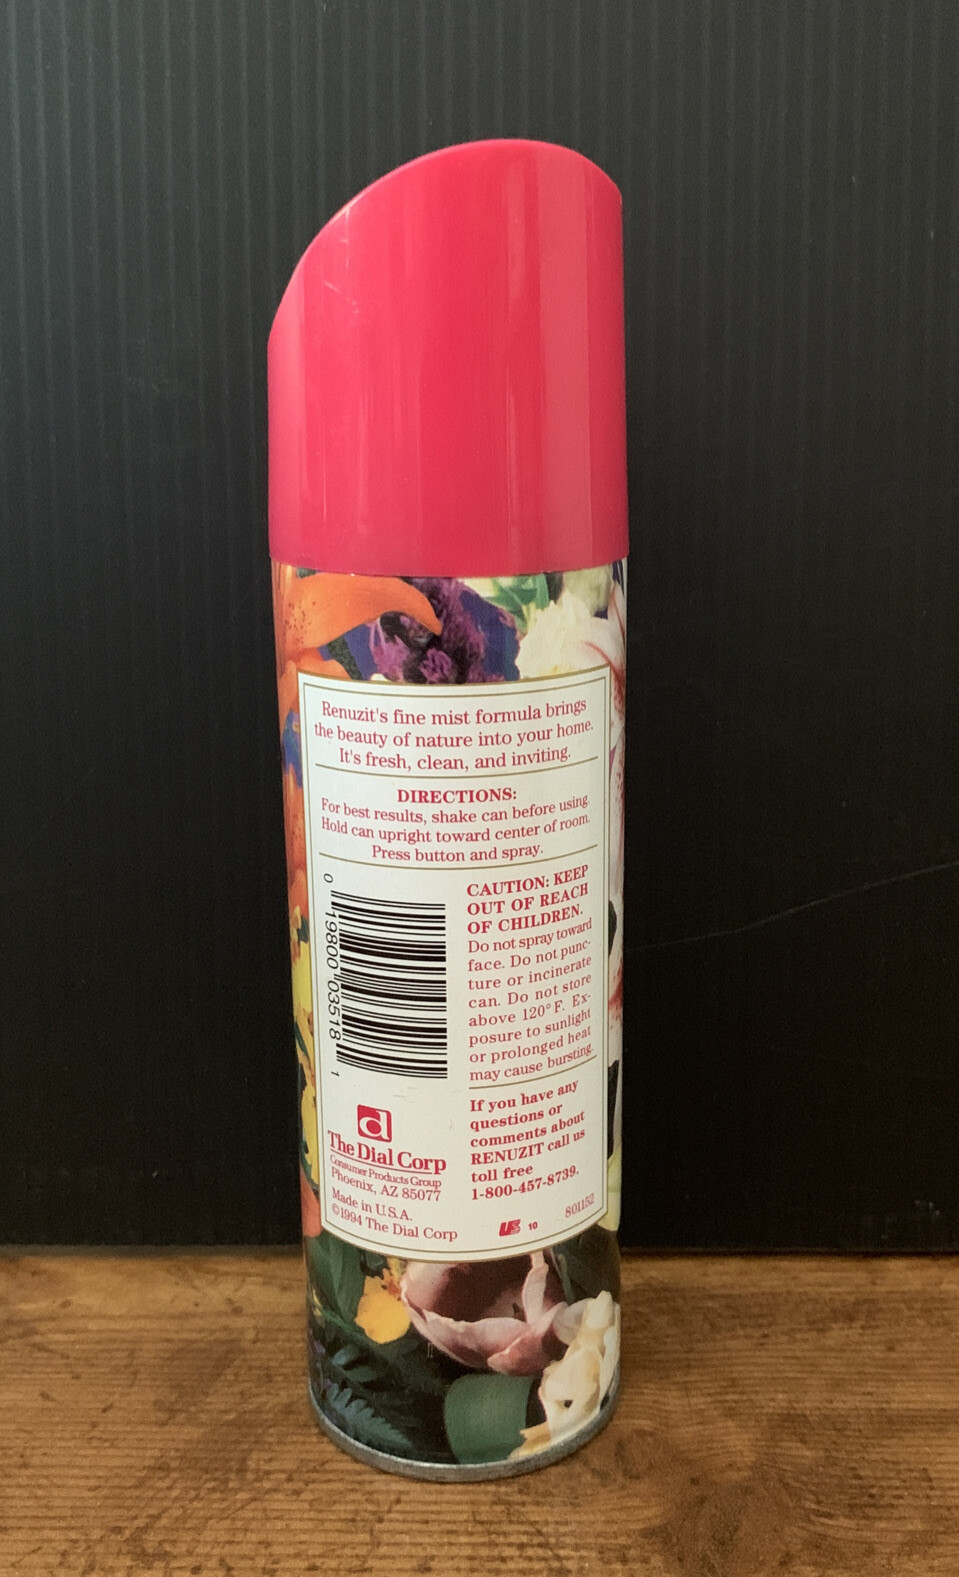 Renuzit's fine mist formula brings
the beauty of nature into your home.
It's fresh, clean, and inviting.
DIRECTIONS:
For best results, shake can before using.
Hold can upright toward center of room.
Press button and spray.
0 19800 03518 1
CAUTION: KEEP
OUT OF REACH
OF CHILDREN.
Do not spray toward
face. Do not punc-
ture or incinerate
can. Do not store
above 120° F. Ex-
posure to sunlight
or prolonged heat
may cause bursting.
d
The Dial Corp
Consumer Products Group
Phoenix, AZ 85077
Made in U.S.A.
©1994 The Dial Corp
If you have any
questions or
comments about
RENUZIT call us
toll free
1-800-457-8739.
10
801152